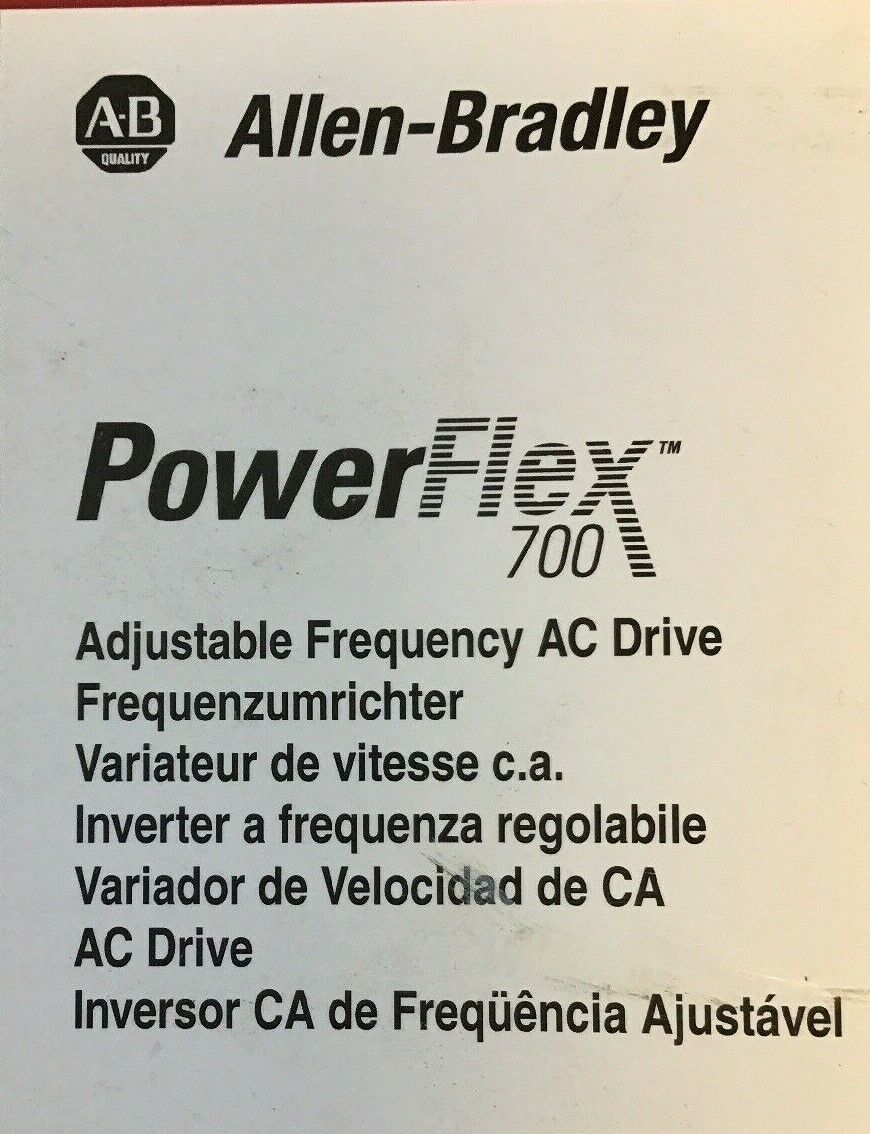 A-B
QUALITY
Allen-Bradley
PowerFlex™
700
Adjustable Frequency AC Drive
Frequenzumrichter
Variateur de vitesse c.a.
Inverter a frequenza regolabile
Variador de Velocidad de CA
AC Drive
Inversor CA de Freqüência Ajustável